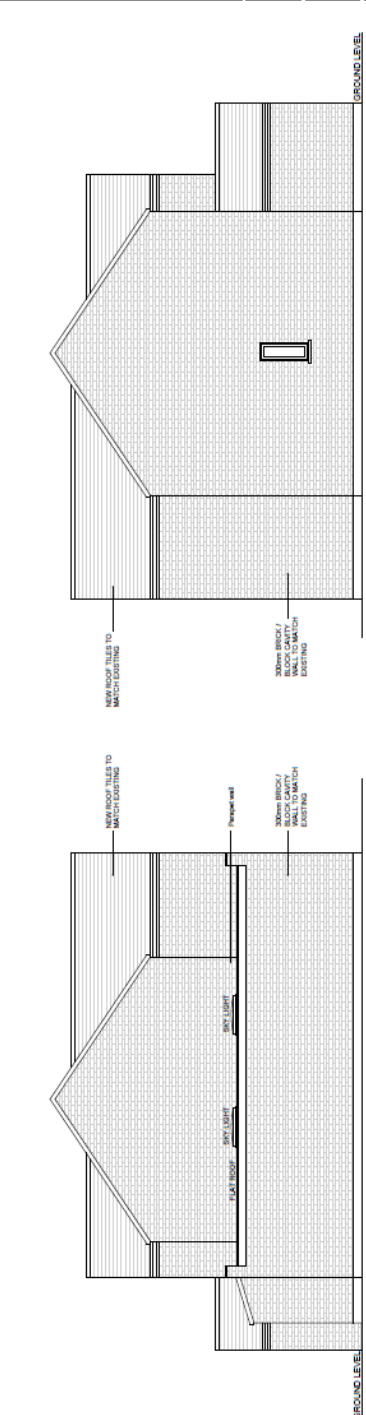 GROUND LEVEL
NEW ROOF TILES TO
MATCH EXISTING
300mm BRICK /
BLOCK CAVITY
WALL TO MATCH
EXISTING
NEW ROOF TILES TO
MATCH EXISTING
Parapet wall
300mm BRICK /
BLOCK CAVITY
WALL TO MATCH
EXISTING
SKY LIGHT
SKY LIGHT
FLAT ROOF
GROUND LEVEL